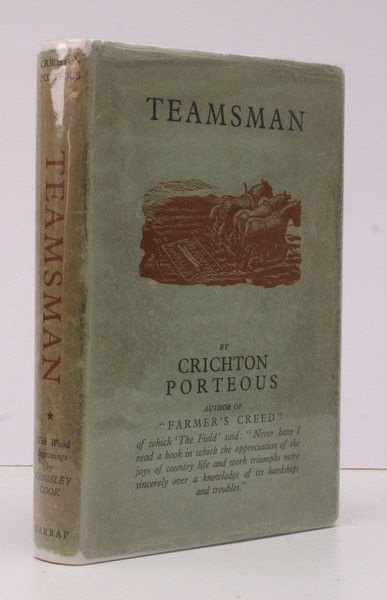 CRICHTON
PORTEOUS
TEAMSMAN
With Wood
Engravings
by
KINGSLEY
COOK
HARRAP
TEAMSMAN
BY
CRICHTON
PORTEOUS
AUTHOR OF
"FARMER'S CREED"
of which 'The Field' said: "Never have I
read a book in which the appreciation of the
joys of country life and work triumphs more
sincerely over a knowledge of its hardships
and troubles."